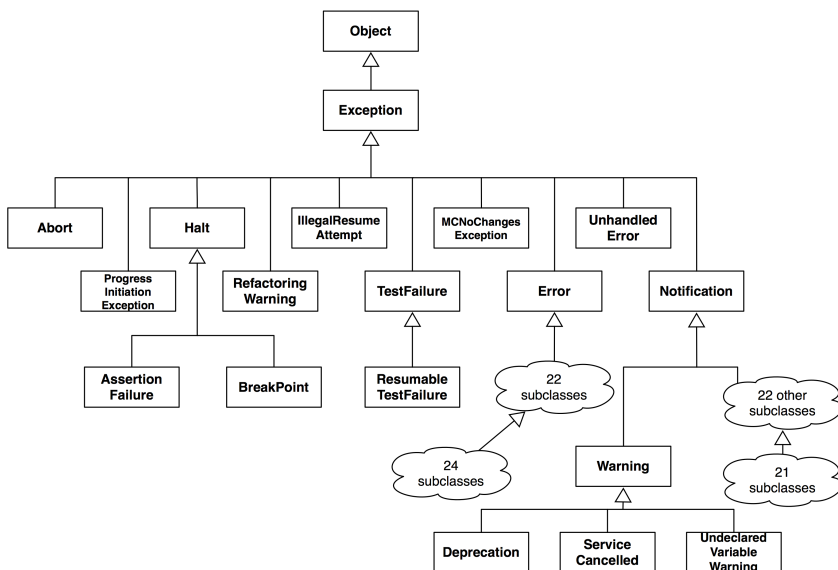 Object
Exception
Abort
Halt
IllegalResume
Attempt
MCNoChanges
Exception
Unhandled
Error
Progress
Initiation
Exception
Refactoring
Warning
TestFailure
Error
Notification
Assertion
Failure
BreakPoint
Resumable
TestFailure
22
subclasses
22 other
subclasses
24
subclasses
Warning
21
subclasses
Deprecation
Service
Cancelled
Undeclared
Variable
Warning